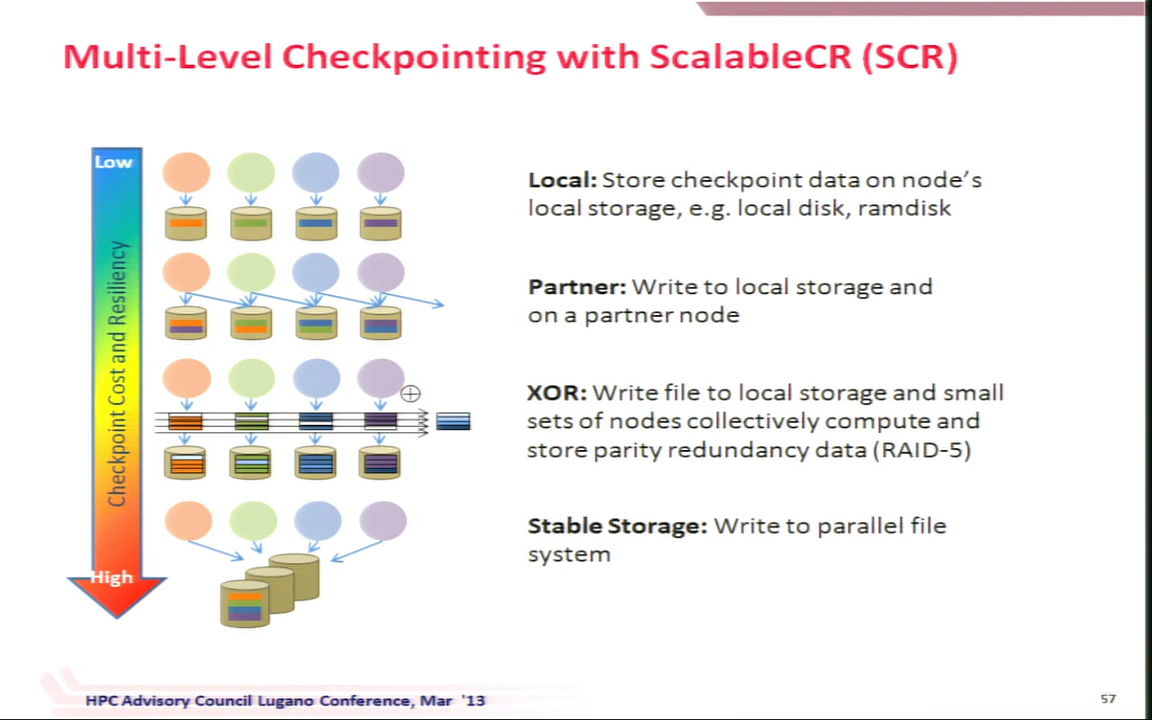 Multi-Level Checkpointing with ScalableCR (SCR)
Low
Checkpoint Cost and Resiliency
High
Local: Store checkpoint data on node's
local storage, e.g. local disk, ramdisk
Partner: Write to local storage and
on a partner node
XOR: Write file to local storage and small
sets of nodes collectively compute and
store parity redundancy data (RAID-5)
Stable Storage: Write to parallel file
system
HPC Advisory Council Lugano Conference, Mar '13
57